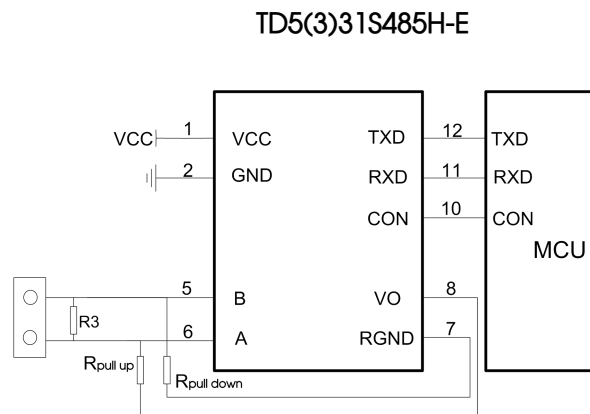 TD5(3)31S485H-E
VCC 1 VCC TXD 12 TXD
2 GND RXD 11 RXD
CON 10 CON
MCU
5 B VO 8
R3
6 A RGND 7
Rpull up
Rpull down